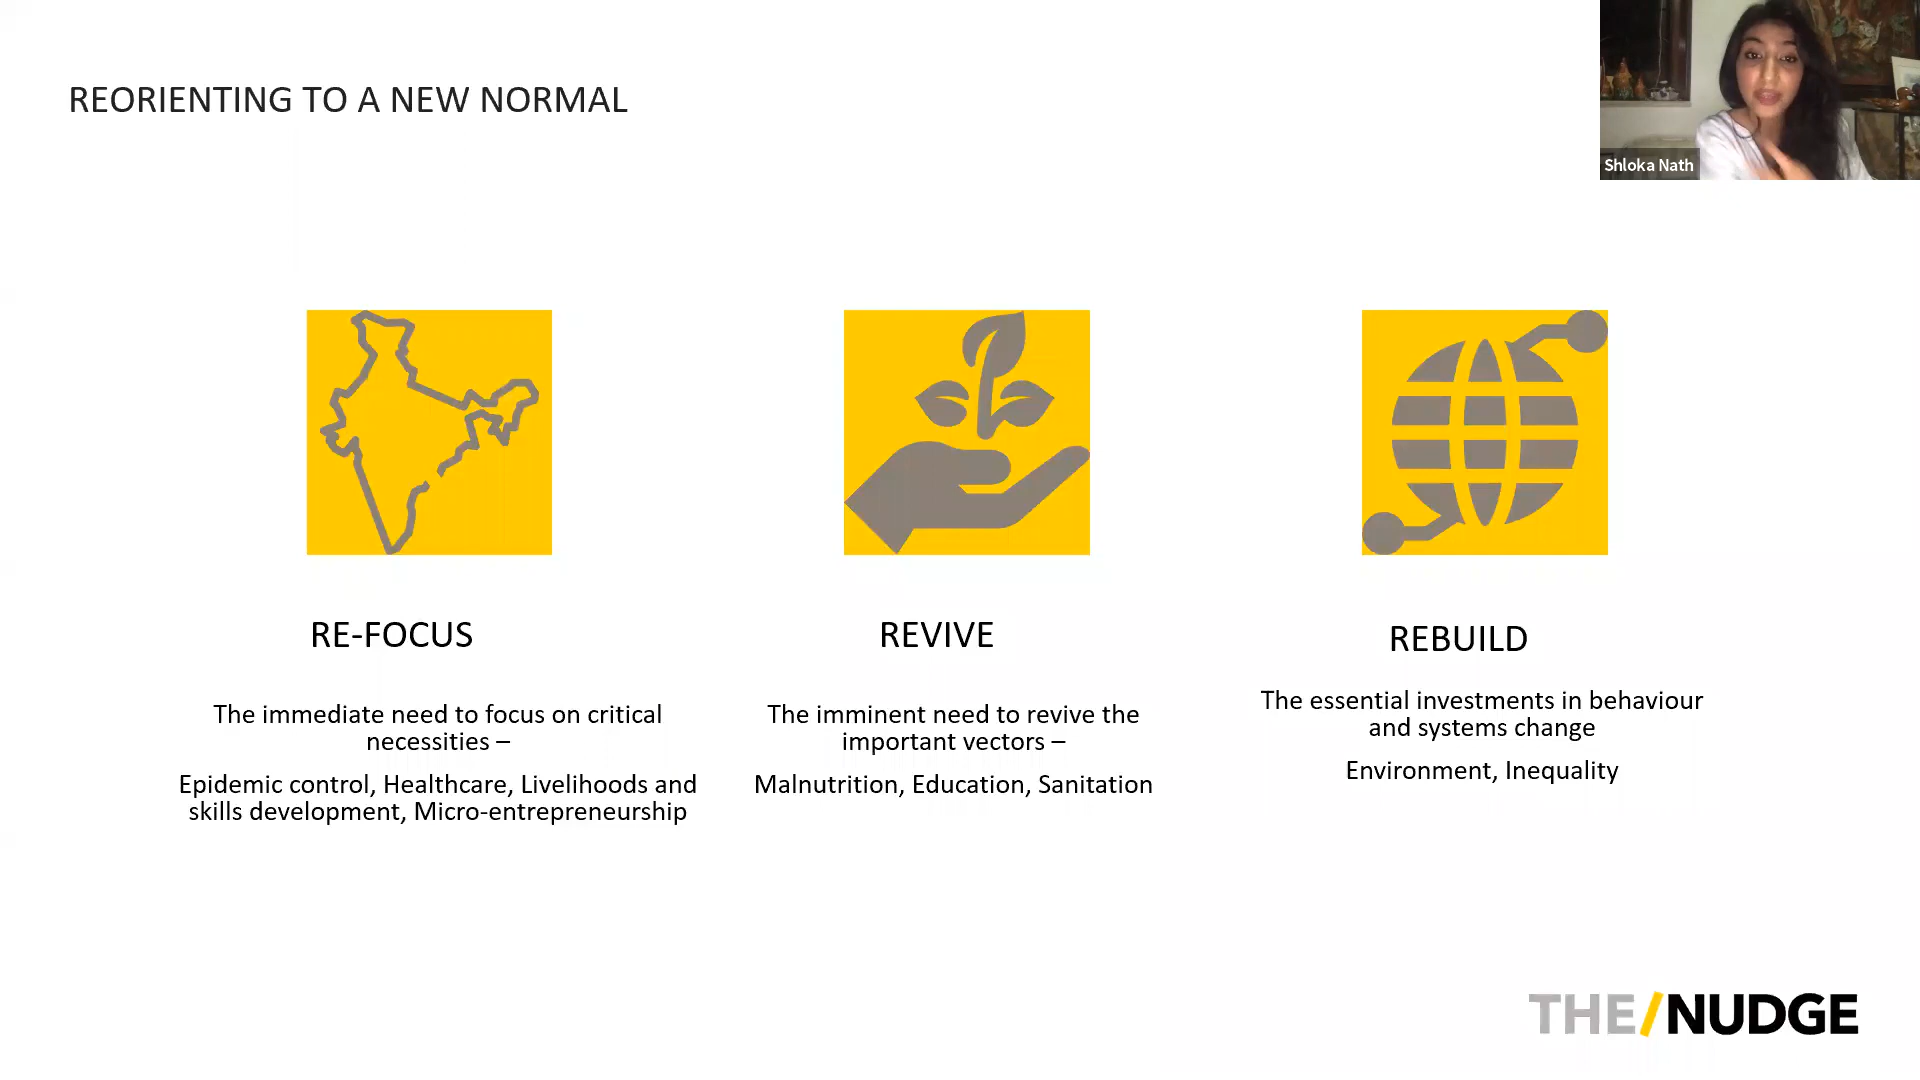 REORIENTING TO A NEW NORMAL
Shloka Nath
RE-FOCUS
The immediate need to focus on critical
necessities –
Epidemic control, Healthcare, Livelihoods and
skills development, Micro-entrepreneurship
REVIVE
The imminent need to revive the
important vectors –
Malnutrition, Education, Sanitation
REBUILD
The essential investments in behaviour
and systems change
Environment, Inequality
THE/NUDGE